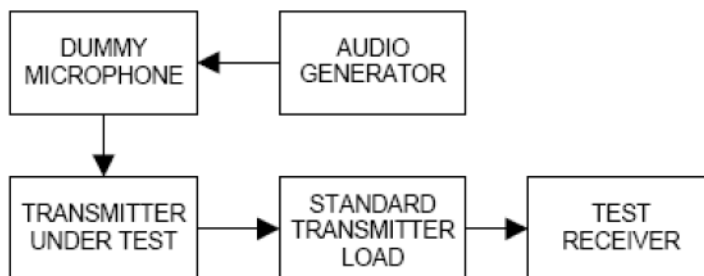 DUMMY
MICROPHONE
AUDIO
GENERATOR
TRANSMITTER
UNDER TEST
STANDARD
TRANSMITTER
LOAD
TEST
RECEIVER